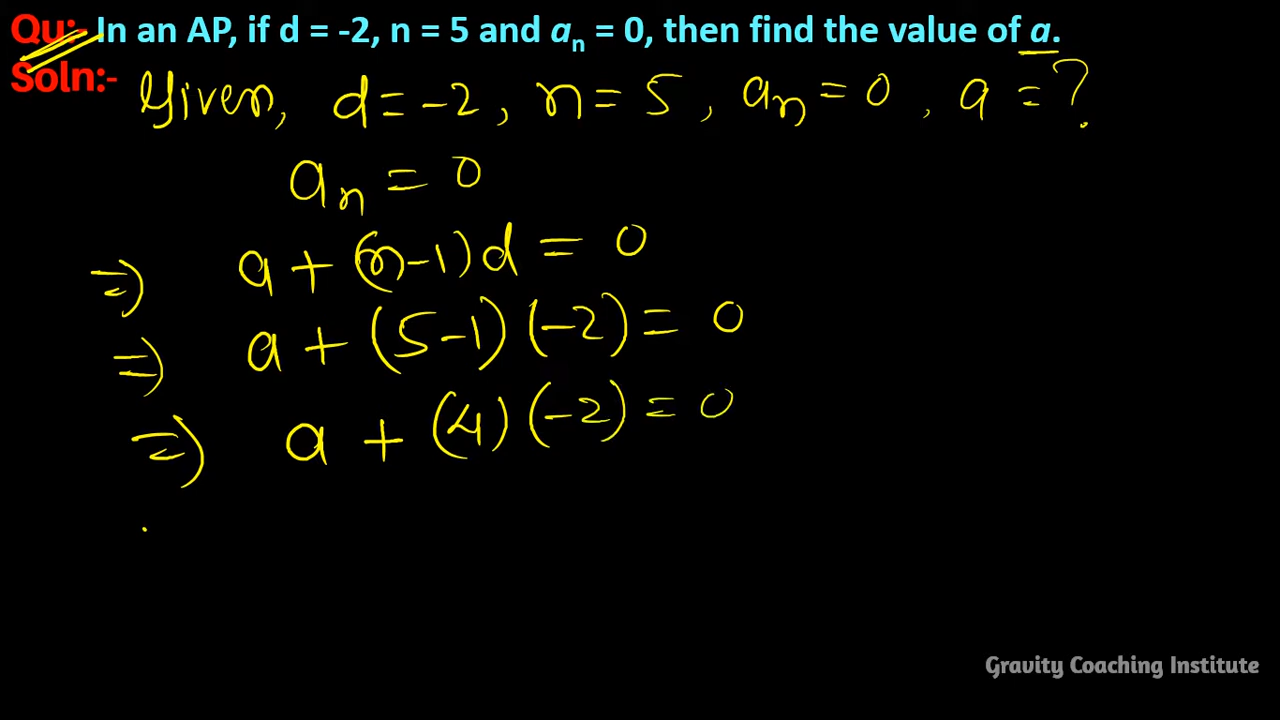 Qu:- In an AP, if d = -2, n = 5 and aₙ = 0, then find the value of a.
Soln:- Given, d = -2, n = 5, aₙ = 0, a = ?
aₙ = 0
=) a + (n-1)d = 0
=) a + (5-1)(-2) = 0
=) a + (4)(-2) = 0
Gravity Coaching Institute